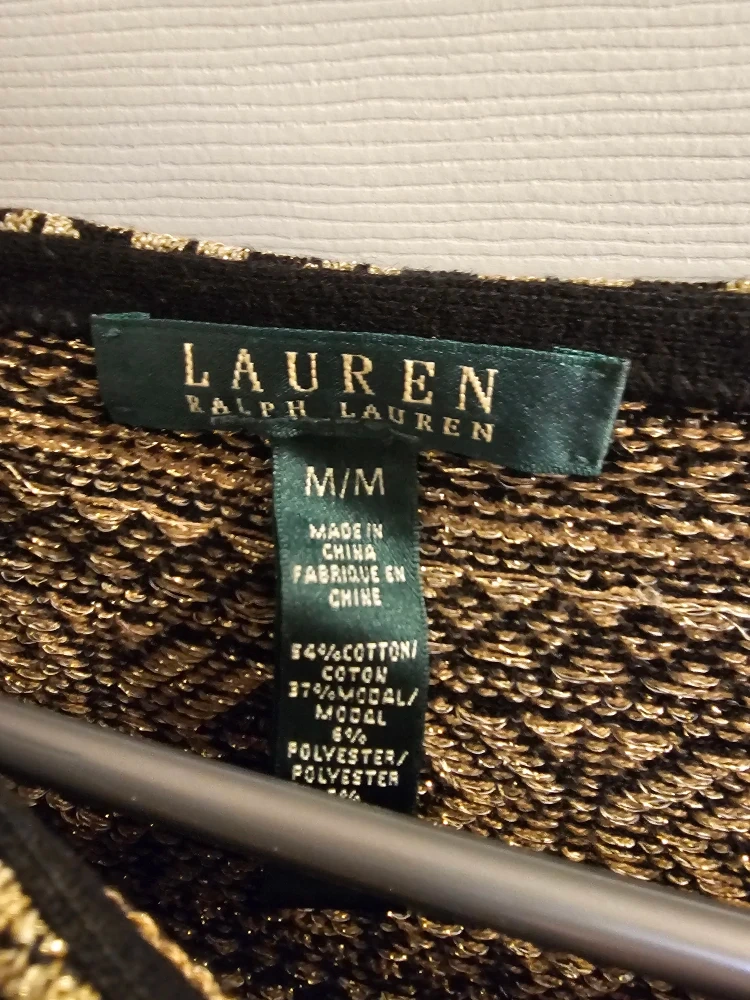 LAUREN
RALPH LAUREN
M/M
MADE IN
CHINA
FABRIQUE EN
CHINE
54%COTTON/
COTON
37%MODAL/
MODAL
6%
POLYESTER/
POLYESTER